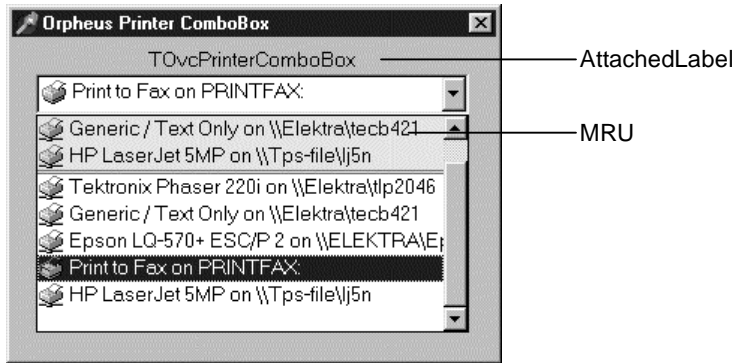 Orpheus Printer ComboBox
TOvcPrinterComboBox
AttachedLabel
Print to Fax on PRINTFAX:
Generic / Text Only on \\Elektra\tecb421
MRU
HP LaserJet 5MP on \\Tps-file\lj5n
Tektronix Phaser 220i on \\Elektra\tlp2046
Generic / Text Only on \\Elektra\tecb421
Epson LQ-570+ ESC/P 2 on \\ELEKTRA\Ep
Print to Fax on PRINTFAX:
HP LaserJet 5MP on \\Tps-file\lj5n